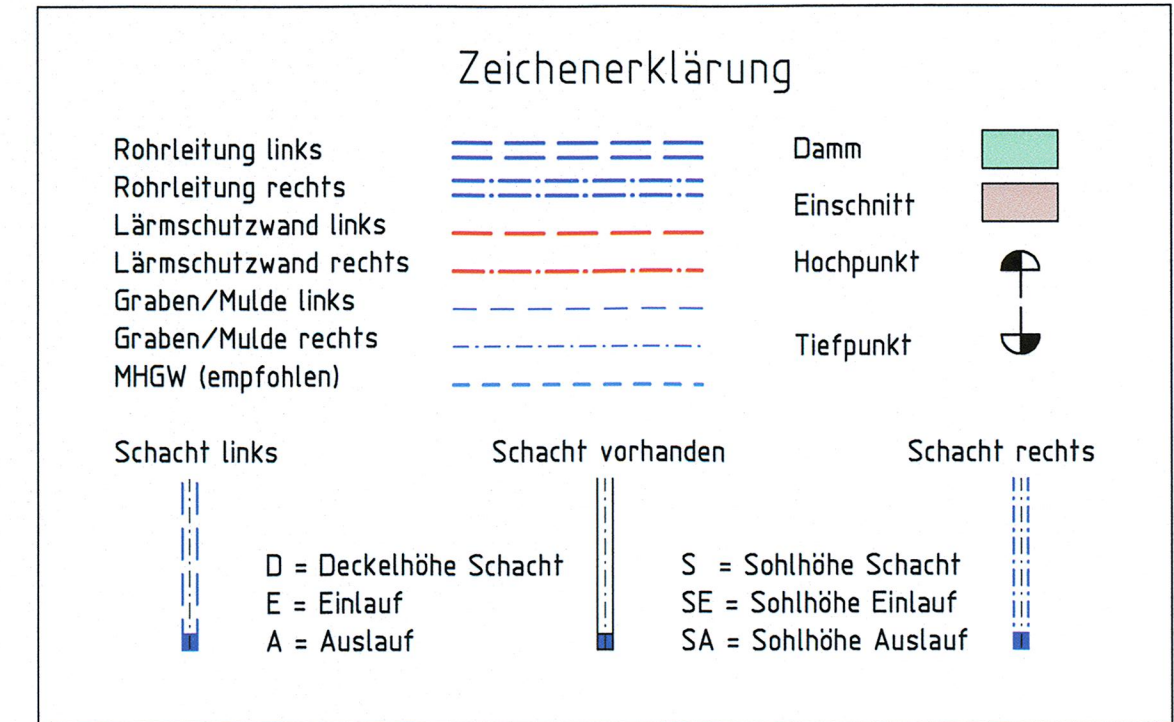 Zeichenerklärung
Rohrleitung links
Rohrleitung rechts
Lärmschutzwand links
Lärmschutzwand rechts
Graben/Mulde links
Graben/Mulde rechts
MHGW (empfohlen)
Damm
Einschnitt
Hochpunkt
Tiefpunkt
Schacht links
Schacht vorhanden
Schacht rechts
D = Deckelhöhe Schacht
E = Einlauf
A = Auslauf
S = Sohlhöhe Schacht
SE = Sohlhöhe Einlauf
SA = Sohlhöhe Auslauf